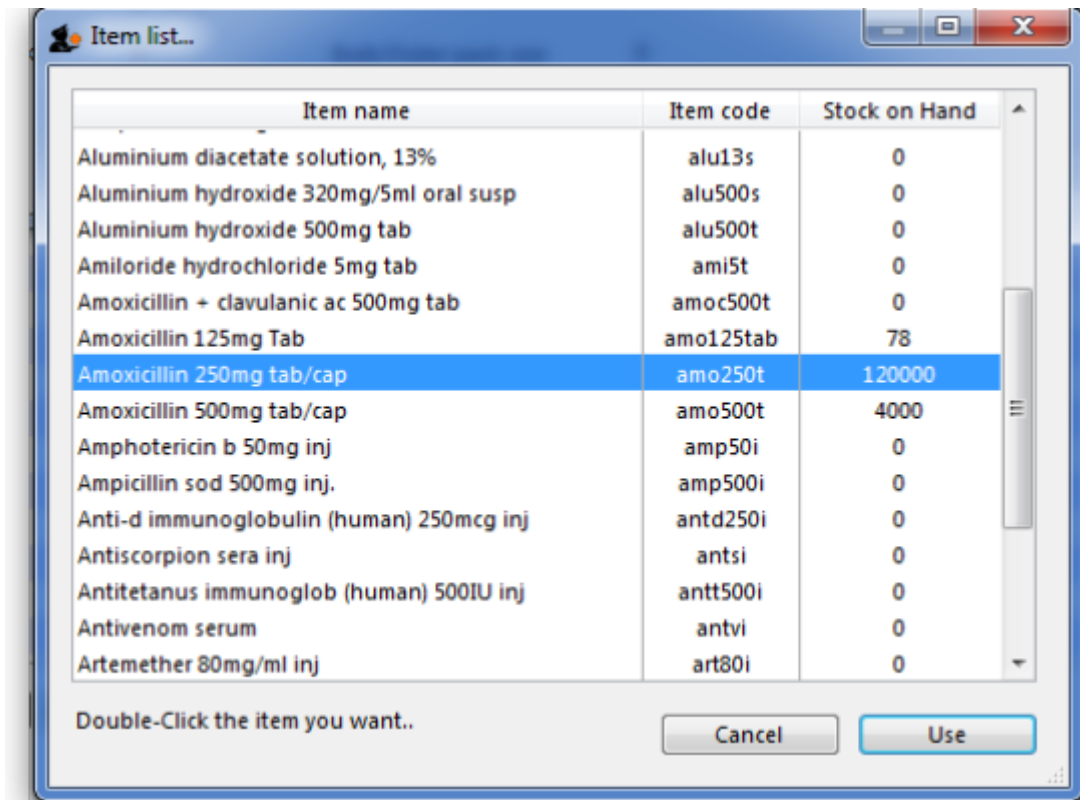 Item list...
Item name Item code Stock on Hand
Aluminium diacetate solution, 13% alu13s 0
Aluminium hydroxide 320mg/5ml oral susp alu500s 0
Aluminium hydroxide 500mg tab alu500t 0
Amiloride hydrochloride 5mg tab ami5t 0
Amoxicillin + clavulanic ac 500mg tab amoc500t 0
Amoxicillin 125mg Tab amo125tab 78
Amoxicillin 250mg tab/cap amo250t 120000
Amoxicillin 500mg tab/cap amo500t 4000
Amphotericin b 50mg inj amp50i 0
Ampicillin sod 500mg inj. amp500i 0
Anti-d immunoglobulin (human) 250mcg inj antd250i 0
Antiscorpion sera inj antsi 0
Antitetanus immunoglob (human) 500IU inj antt500i 0
Antivenom serum antvi 0
Artemether 80mg/ml inj art80i 0
Double-Click the item you want..
Cancel Use